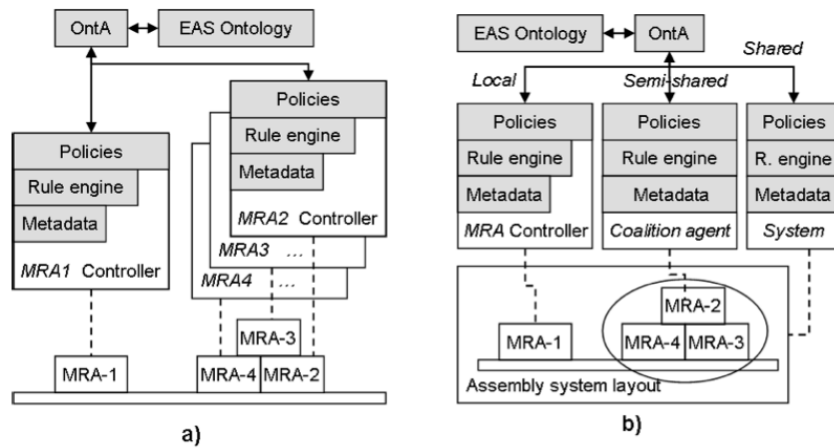 OntA
EAS Ontology
Policies
Rule engine
Metadata
MRA1 Controller
Policies
Rule engine
Metadata
MRA2 Controller
MRA3 ...
MRA4 ...
MRA-1
MRA-3
MRA-4
MRA-2
a)
EAS Ontology
OntA
Local
Semi-shared
Shared
Policies
Rule engine
Metadata
MRA Controller
Policies
Rule engine
Metadata
Coalition agent
Policies
R. engine
Metadata
System
MRA-1
MRA-2
MRA-4
MRA-3
Assembly system layout
b)